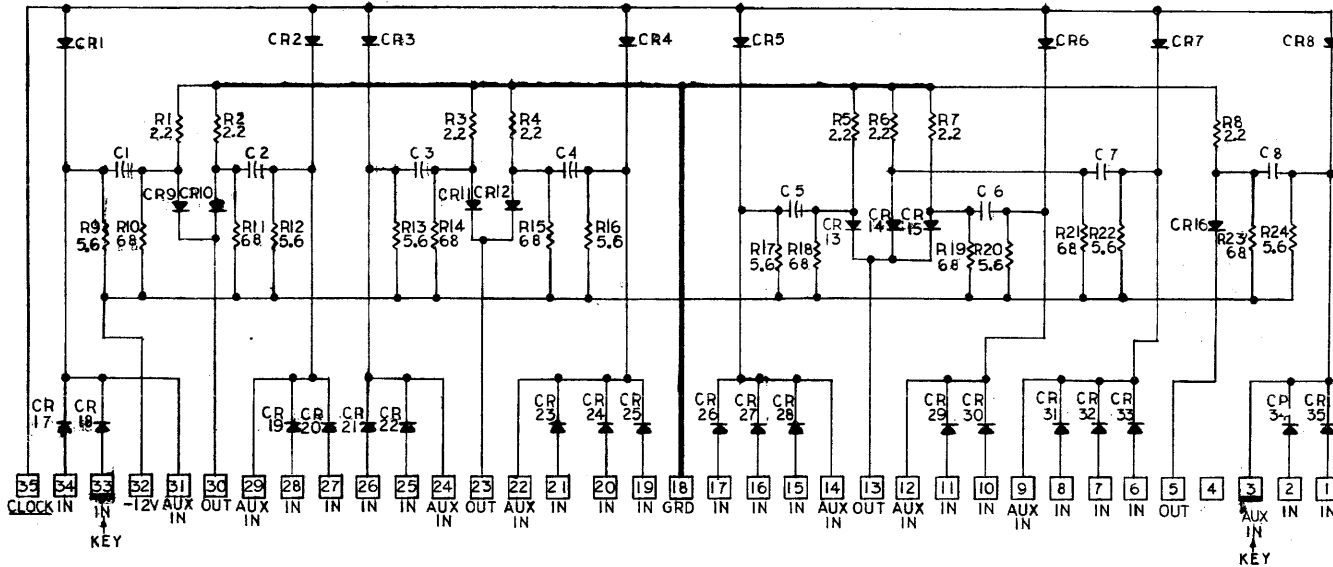 CR1 CR2 CR3 CR4 CR5 CR6 CR7 CR8
R1 R2 R3 R4 R5 R6 R7 R8
2.2 2.2 2.2 2.2 2.2 2.2 2.2 2.2
C1 C2 C3 C4 C7 C8
CR9 CR10 CR11 CR12 C5 C6
R9 R10 R11 R12 R13 R14 R15 R16 CR 13 CR 14 CR 15 R21 R22 CR16 R23 R24
5.6 68 68 5.6 5.6 68 68 5.6 68 5.6 68 5.6
R17 R18 R19 R20
5.6 68 68 5.6
CR CR CR CR CR CR CR CR CR CR CR CR CR CR CR CR CR CR
17 18 19 20 21 22 23 24 25 26 27 28 29 30 31 32 33 35
35 34 33 32 31 30 29 28 27 26 25 24 23 22 21 20 19 18 17 16 15 14 13 12 11 10 9 8 7 6 5 4 3 2 1
CLOCK IN IN -12V AUX OUT AUX IN IN IN IN AUX OUT AUX IN IN IN GRD IN IN IN AUX OUT AUX IN IN AUX IN IN IN OUT AUX IN IN
IN IN IN IN IN IN IN IN
KEY KEY